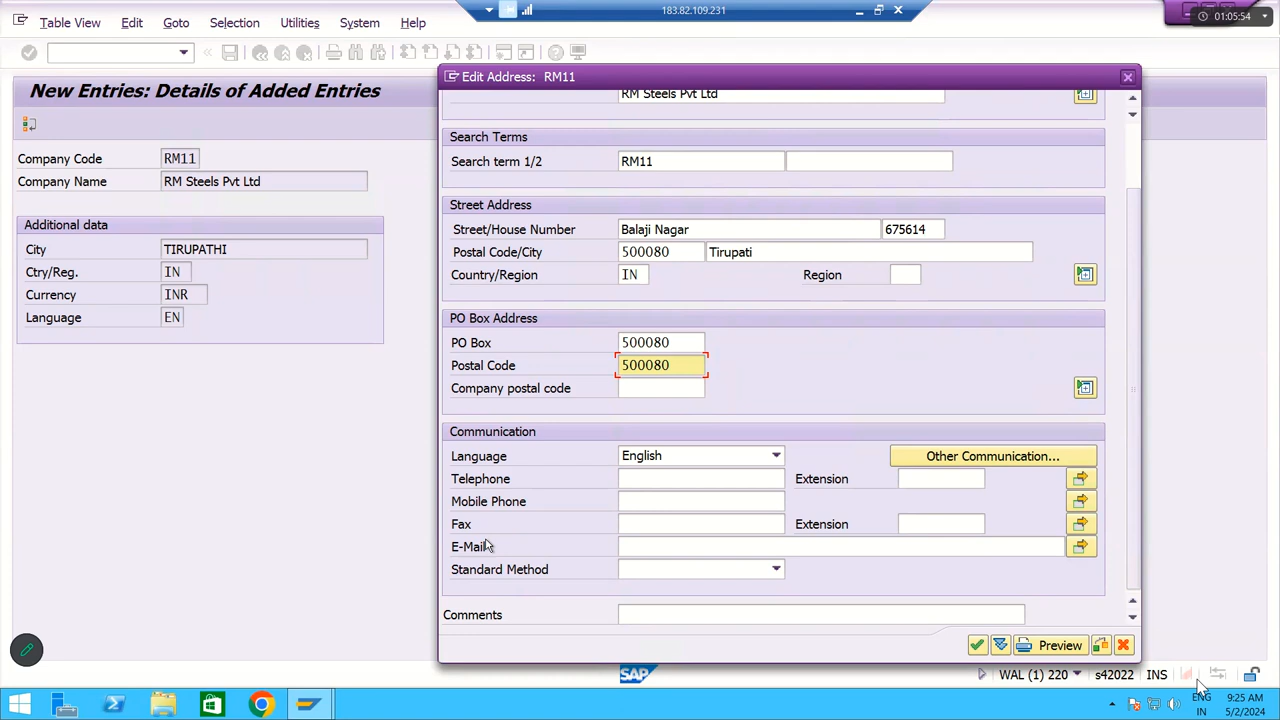 183.82.109.231
01:05:54
Table View Edit Goto Selection Utilities System Help
New Entries: Details of Added Entries
Company Code RM11
Company Name RM Steels Pvt Ltd
Additional data
City TIRUPATHI
Ctry/Reg. IN
Currency INR
Language EN
Edit Address: RM11
RM Steels Pvt Ltd
Search Terms
Search term 1/2 RM11
Street Address
Street/House Number Balaji Nagar 675614
Postal Code/City 500080 Tirupati
Country/Region IN Region
PO Box Address
PO Box 500080
Postal Code 500080
Company postal code
Communication
Language English Other Communication...
Telephone Extension
Mobile Phone
Fax Extension
E-Mail
Standard Method
Comments
Preview
SAP WAL (1) 220 s42022 INS
ENG 9:25 AM
IN 5/2/2024